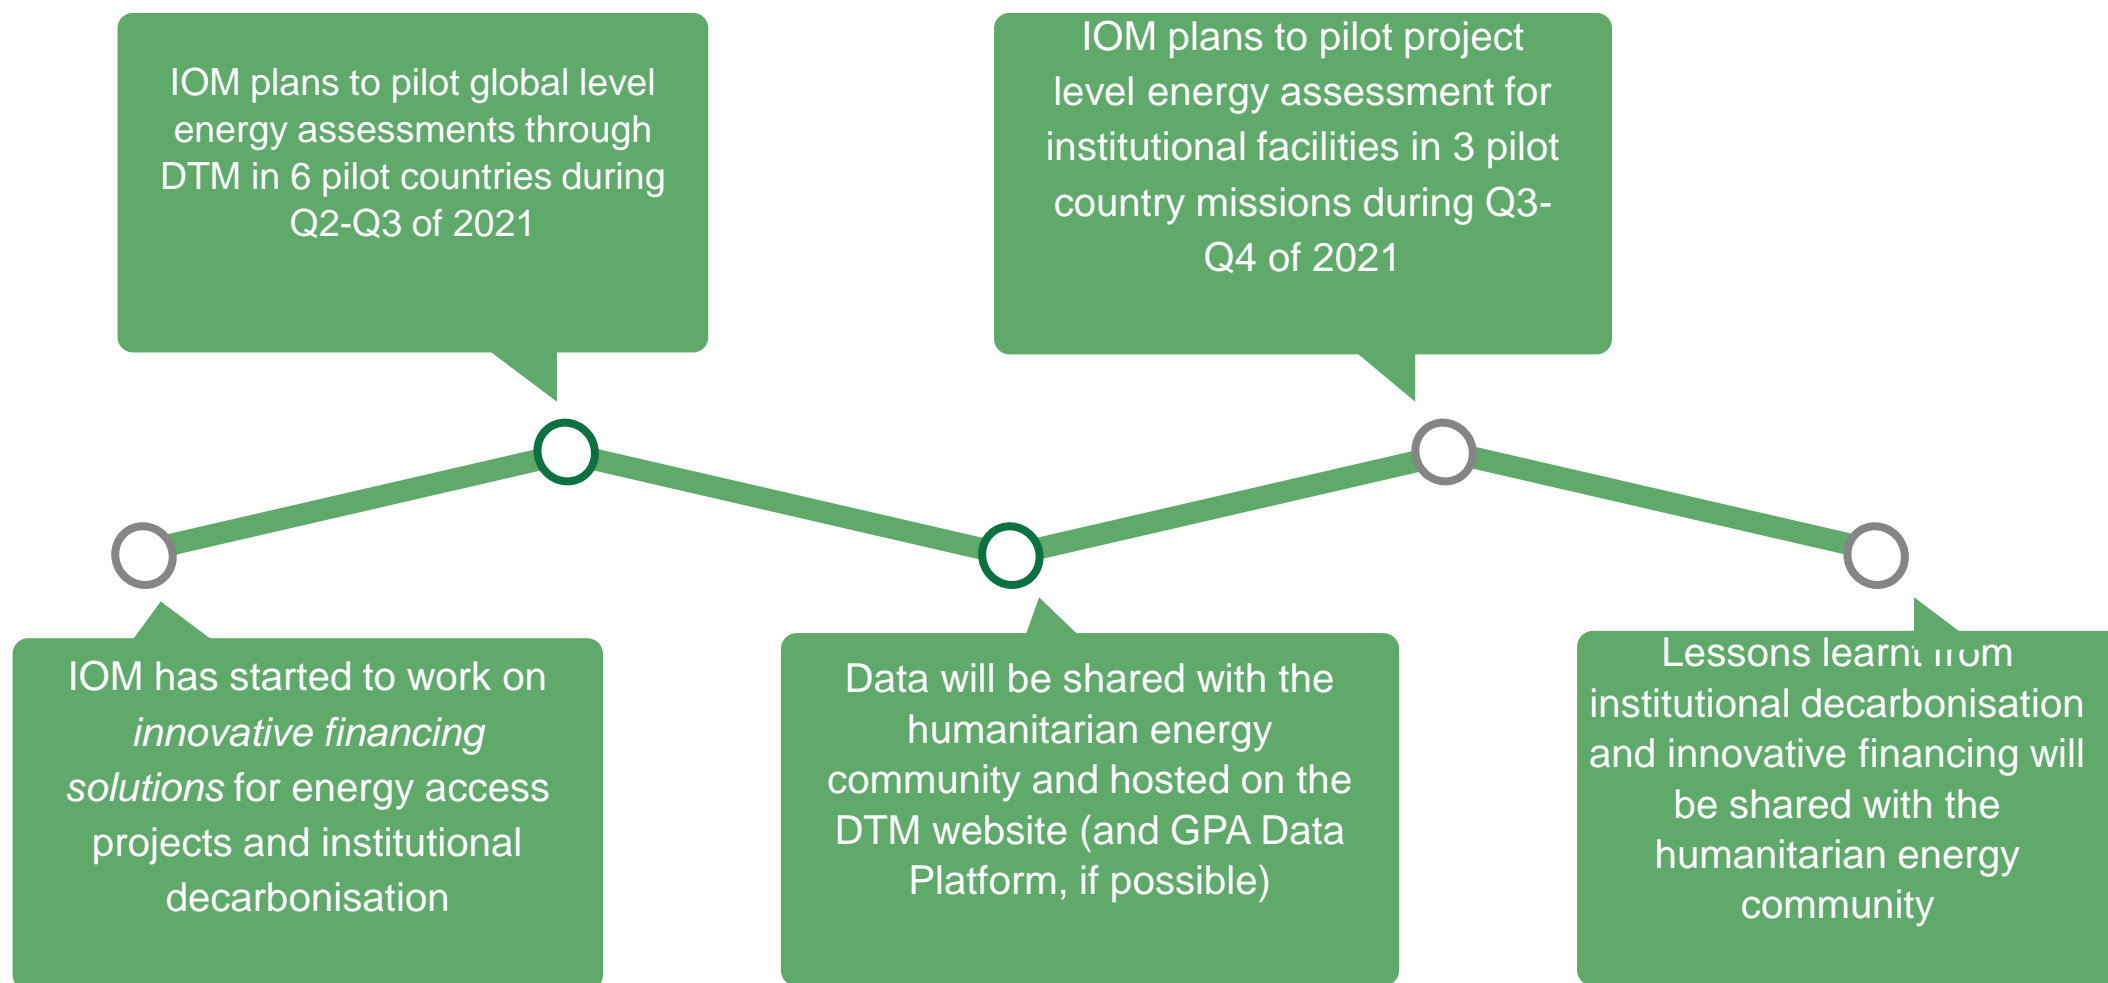 IOM plans to pilot global level
energy assessments through
DTM in 6 pilot countries during
Q2-Q3 of 2021
IOM plans to pilot project
level energy assessment for
institutional facilities in 3 pilot
country missions during Q3-
Q4 of 2021
IOM has started to work on
innovative financing
solutions for energy access
projects and institutional
decarbonisation
Data will be shared with the
humanitarian energy
community and hosted on the
DTM website (and GPA Data
Platform, if possible)
Lessons learnt from
institutional decarbonisation
and innovative financing will
be shared with the
humanitarian energy
community